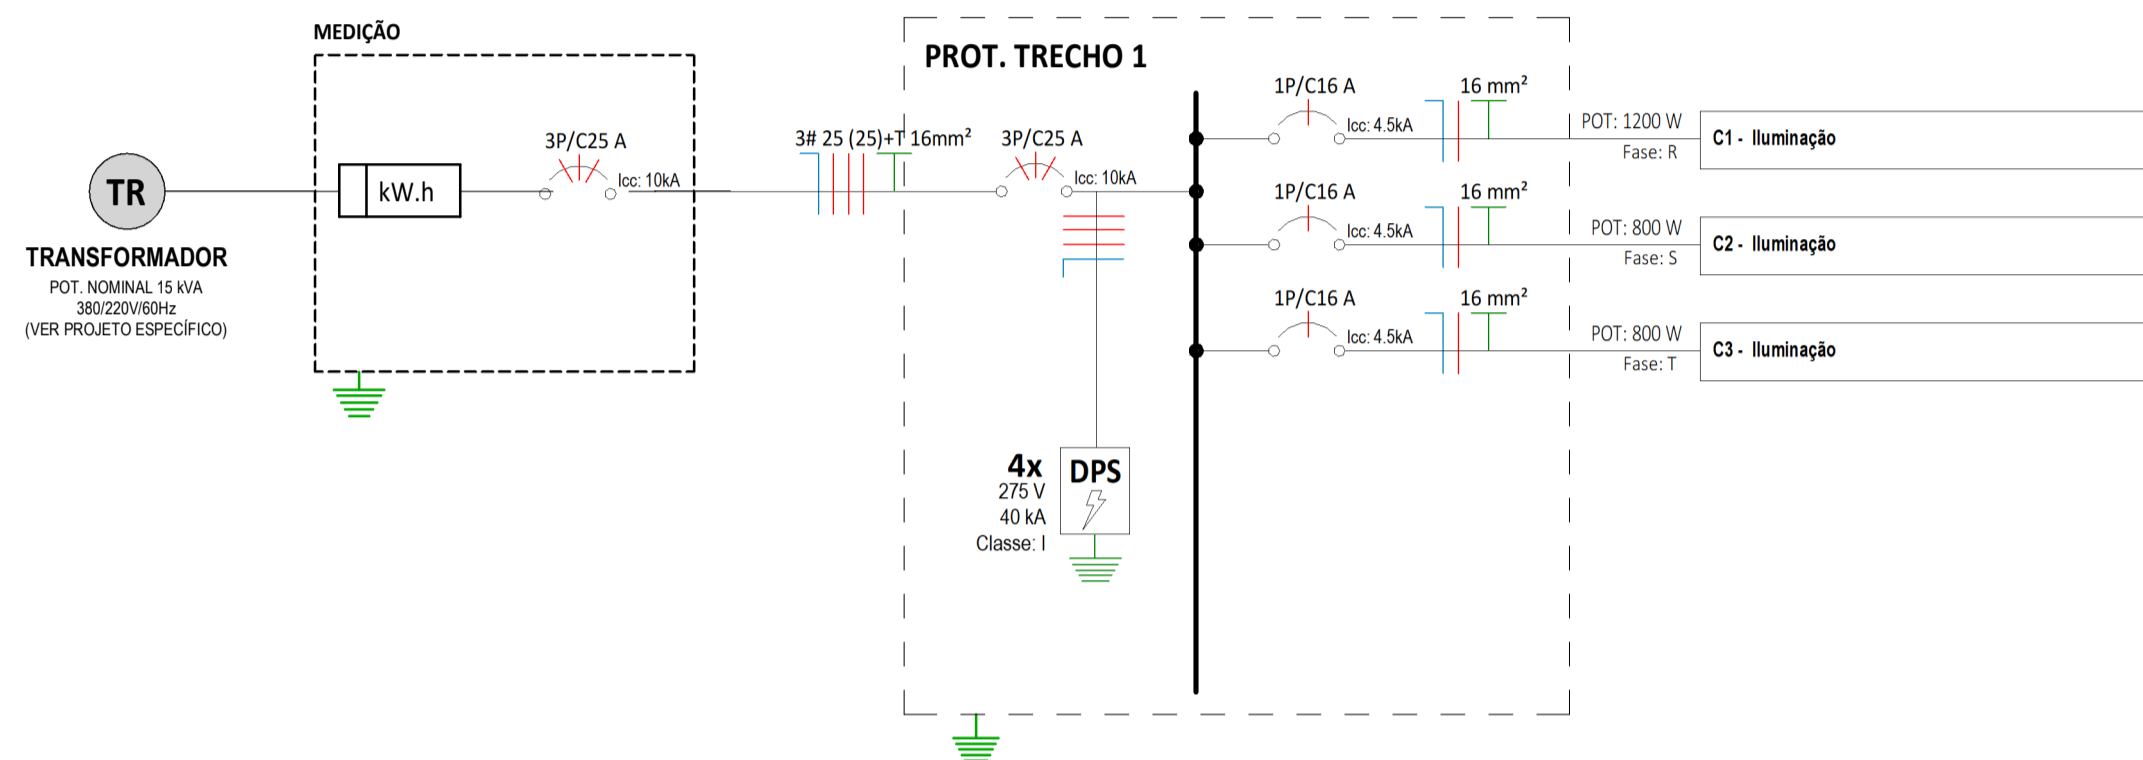 MEDIÇÃO
TR
TRANSFORMADOR
POT. NOMINAL 15 kVA
380/220V/60Hz
(VER PROJETO ESPECÍFICO)
kW.h
3P/C25 A
Icc: 10kA
3# 25 (25)+T 16mm²
PROT. TRECHO 1
3P/C25 A
Icc: 10kA
4x
275 V
40 kA
Classe: I
DPS
1P/C16 A
Icc: 4.5kA
16 mm²
POT: 1200 W
Fase: R
C1 - Iluminação
1P/C16 A
Icc: 4.5kA
16 mm²
POT: 800 W
Fase: S
C2 - Iluminação
1P/C16 A
Icc: 4.5kA
16 mm²
POT: 800 W
Fase: T
C3 - Iluminação